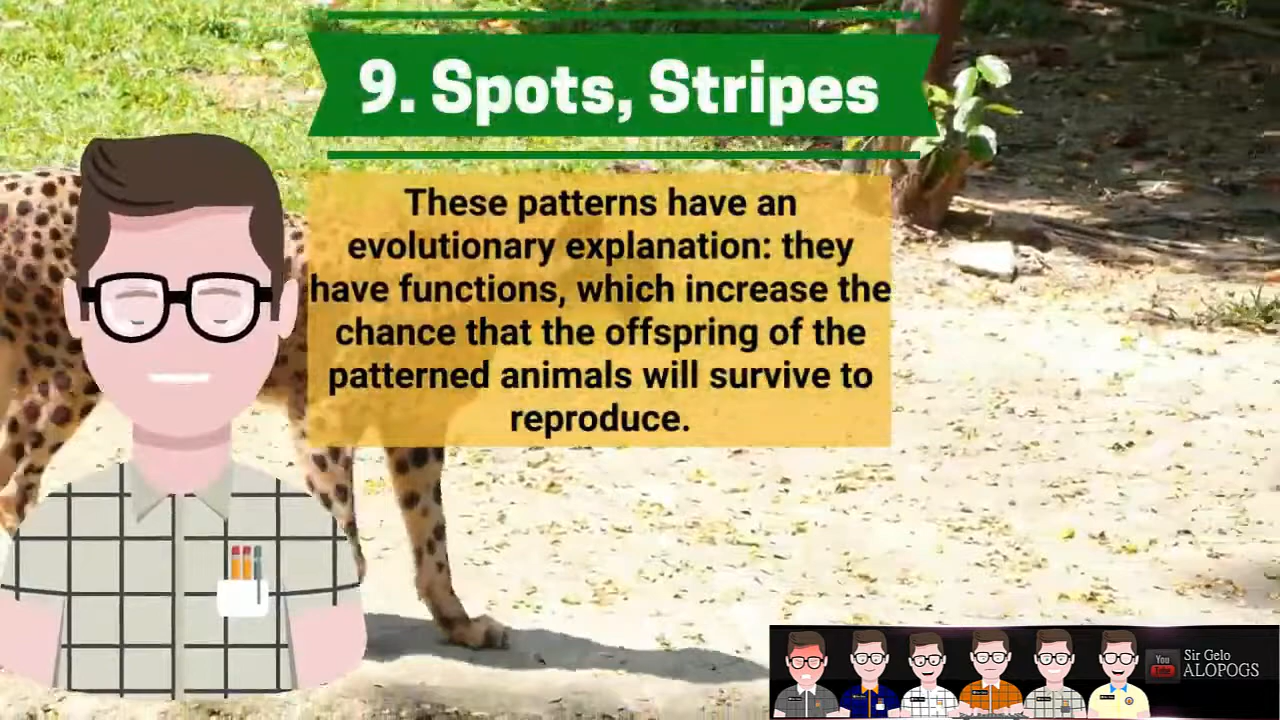 9. Spots, Stripes
These patterns have an
evolutionary explanation: they
have functions, which increase the
chance that the offspring of the
patterned animals will survive to
reproduce.
You
Tube
Sir Gelo
ALOPOGS